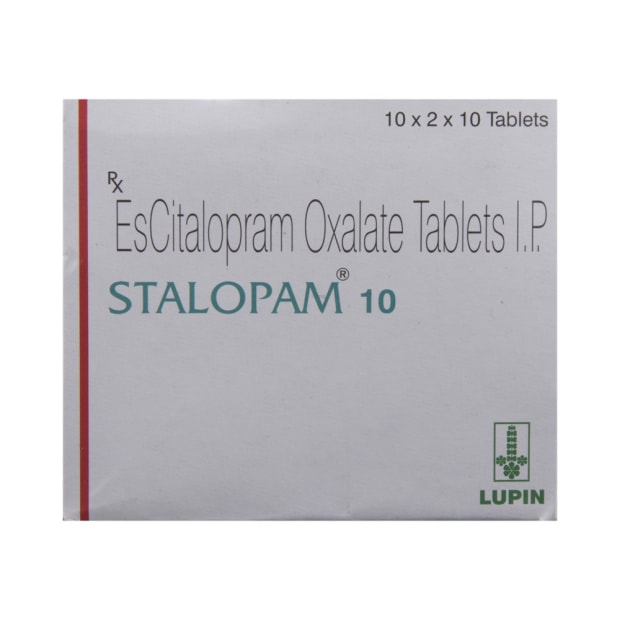 10 x 2 x 10 Tablets
Rx
EsCitalopram Oxalate Tablets I.P.
STALOPAM® 10
LUPIN